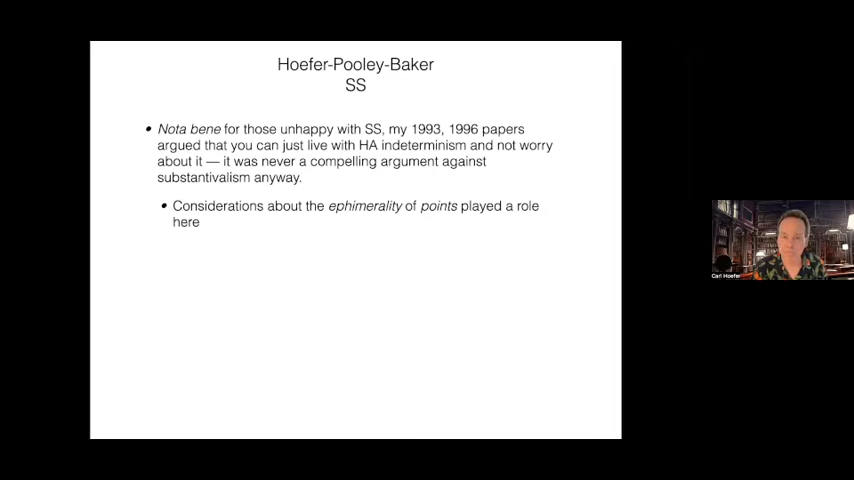 Hoefer-Pooley-Baker
SS
• Nota bene for those unhappy with SS, my 1993, 1996 papers
argued that you can just live with HA indeterminism and not worry
about it — it was never a compelling argument against
substantivalism anyway.
• Considerations about the ephimerality of points played a role
here
Carl Hoefer